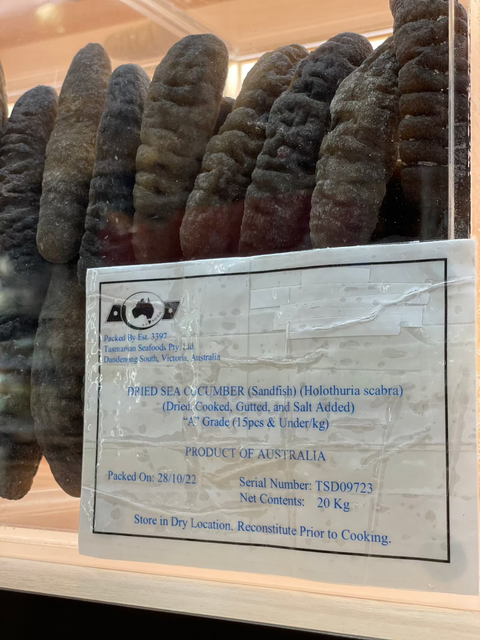 Packed By Est. 3397
Tasmanian Seafoods Pty. Ltd
Dandenong South, Victoria, Australia
DRIED SEA CUCUMBER (Sandfish) (Holothuria scabra)
(Dried, Cooked, Gutted, and Salt Added)
“A” Grade (15pcs & Under/kg)
PRODUCT OF AUSTRALIA
Packed On: 28/10/22
Serial Number: TSD09723
Net Contents: 20 Kg
Store in Dry Location. Reconstitute Prior to Cooking.